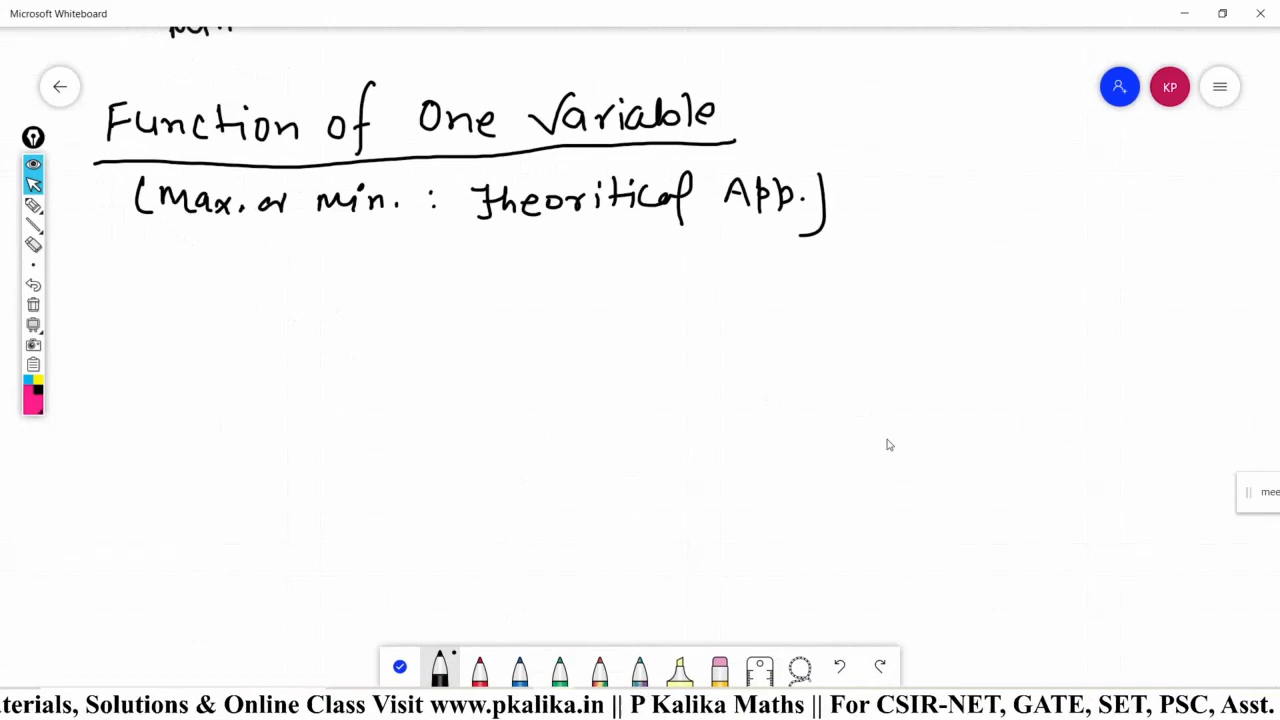 Microsoft Whiteboard
Function of One Variable
KP
(Max. or min. : Theoritical App.)
mee
terials, Solutions & Online Class Visit www.pkalika.in || P Kalika Maths || For CSIR-NET, GATE, SET, PSC, Asst.